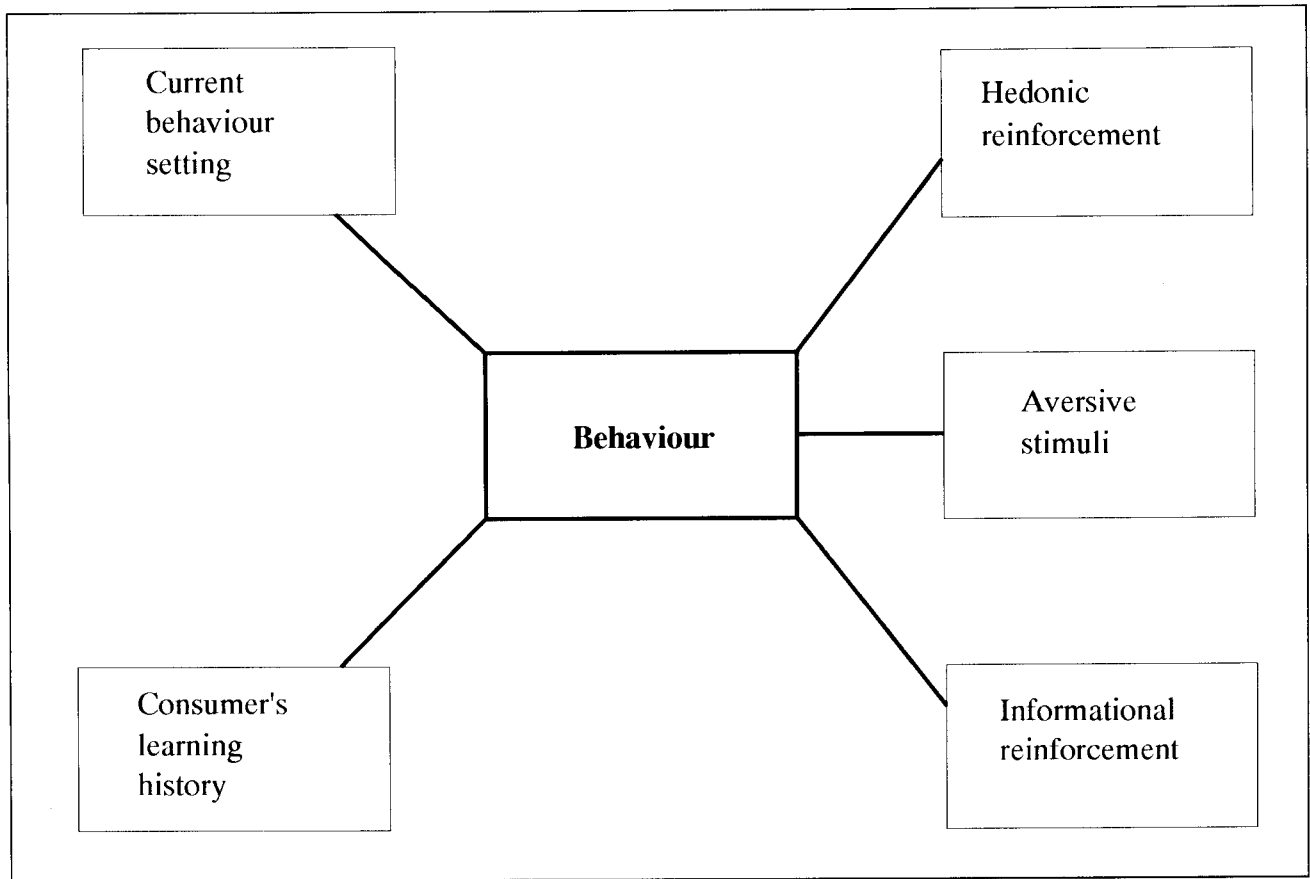 Current
behaviour
setting
Hedonic
reinforcement
Behaviour
Aversive
stimuli
Consumer's
learning
history
Informational
reinforcement